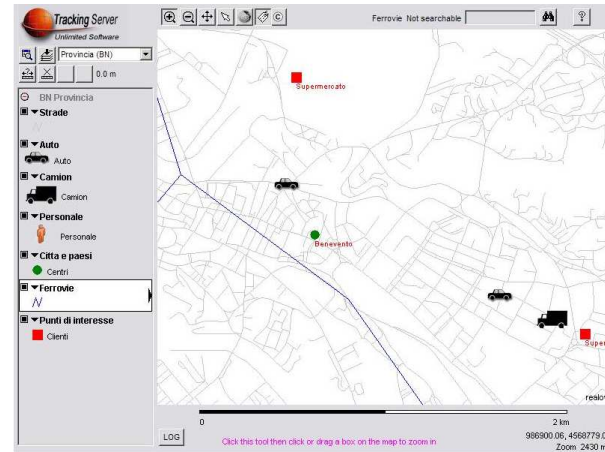 Tracking Server
Unlimited Software
Ferrovie Not searchable
?
©
Provincia (BN)
0.0 m
BN Provincia
Strade
Auto
Auto
Camion
Camion
Personale
Personale
Citta e paesi
Centri
Ferrovie
Punti di interesse
Clienti
Supermercato
Benevento
Super
realov
0
2 km
LOG
Click this tool then click or drag a box on the map to zoom in
986900.06, 4568779.0
Zoom 2430 m